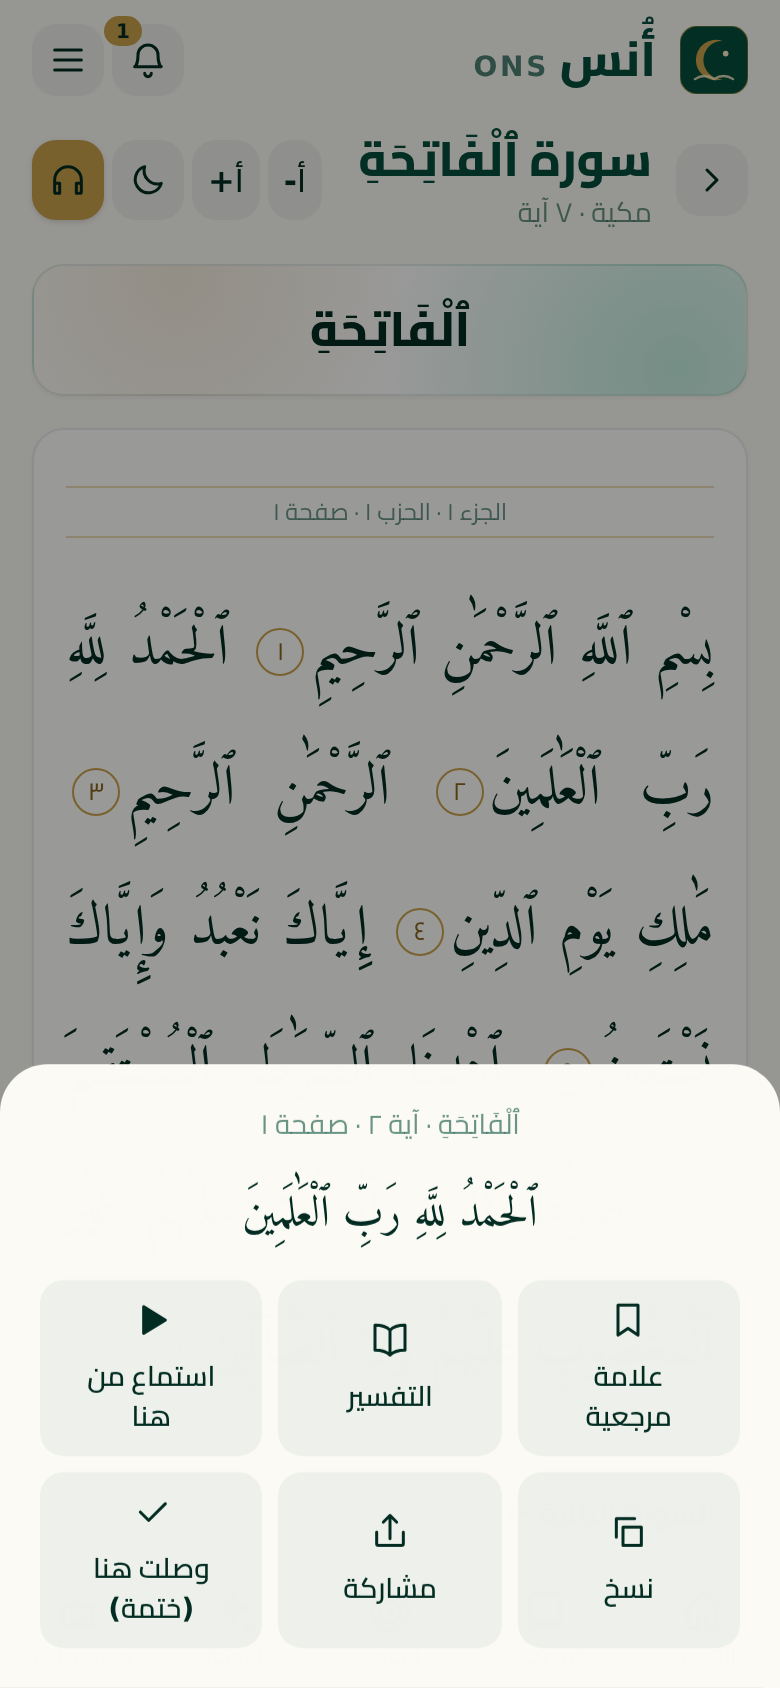 أُنس ONS
1
سورة ٱلْفَاتِحَةِ
مكية · ٧ آية
أ-
أ+
ٱلْفَاتِحَةِ
الجزء ١ · الحزب ١ · صفحة ١
بِسْمِ ٱللَّهِ ٱلرَّحْمَٰنِ ٱلرَّحِيمِ ١ ٱلْحَمْدُ لِلَّهِ
رَبِّ ٱلْعَٰلَمِينَ ٢ ٱلرَّحْمَٰنِ ٱلرَّحِيمِ ٣
مَٰلِكِ يَوْمِ ٱلدِّينِ ٤ إِيَّاكَ نَعْبُدُ وَإِيَّاكَ
ٱلْفَاتِحَةِ · آية ٢ · صفحة ١
ٱلْحَمْدُ لِلَّهِ رَبِّ ٱلْعَٰلَمِينَ
علامة
مرجعية
التفسير
استماع من
هنا
نسخ
مشاركة
وصلت هنا
(ختمة)